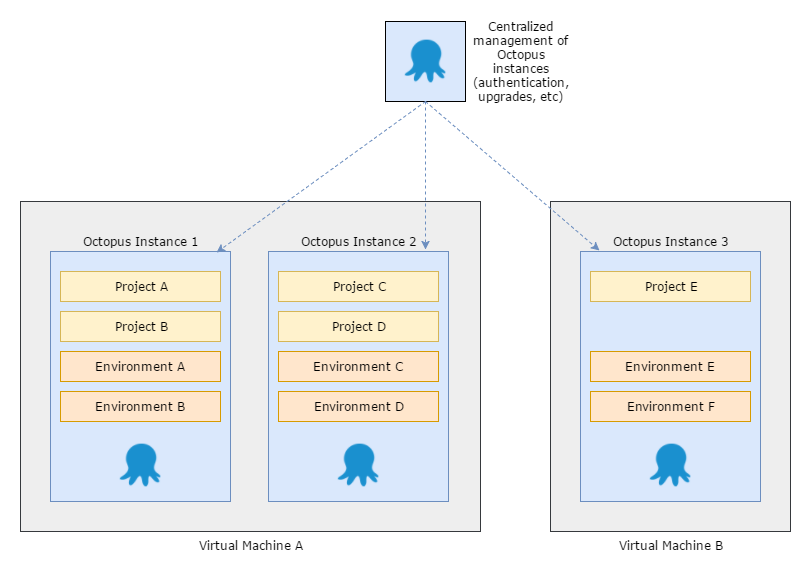 Centralized
management of
Octopus
instances
(authentication,
upgrades, etc)
Octopus Instance 1
Project A
Project B
Environment A
Environment B
Octopus Instance 2
Project C
Project D
Environment C
Environment D
Virtual Machine A
Octopus Instance 3
Project E
Environment E
Environment F
Virtual Machine B